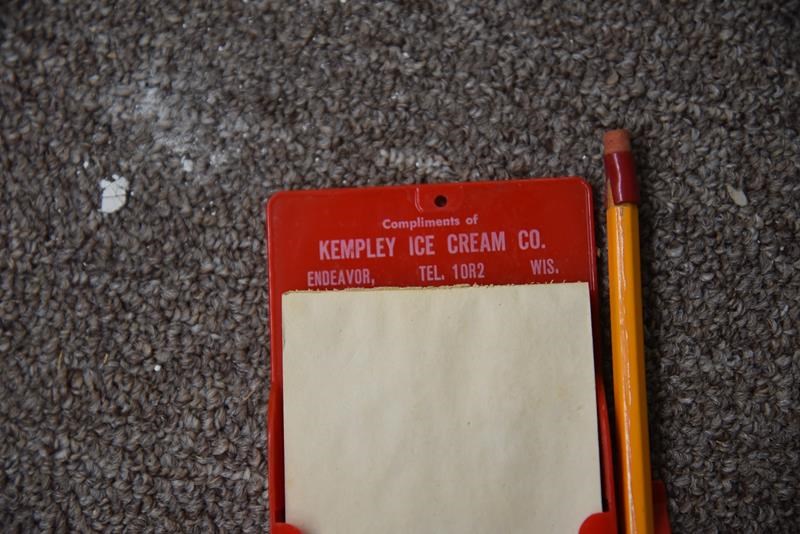 Compliments of
KEMPLEY ICE CREAM CO.
ENDEAVOR, TEL. 10R2 WIS.